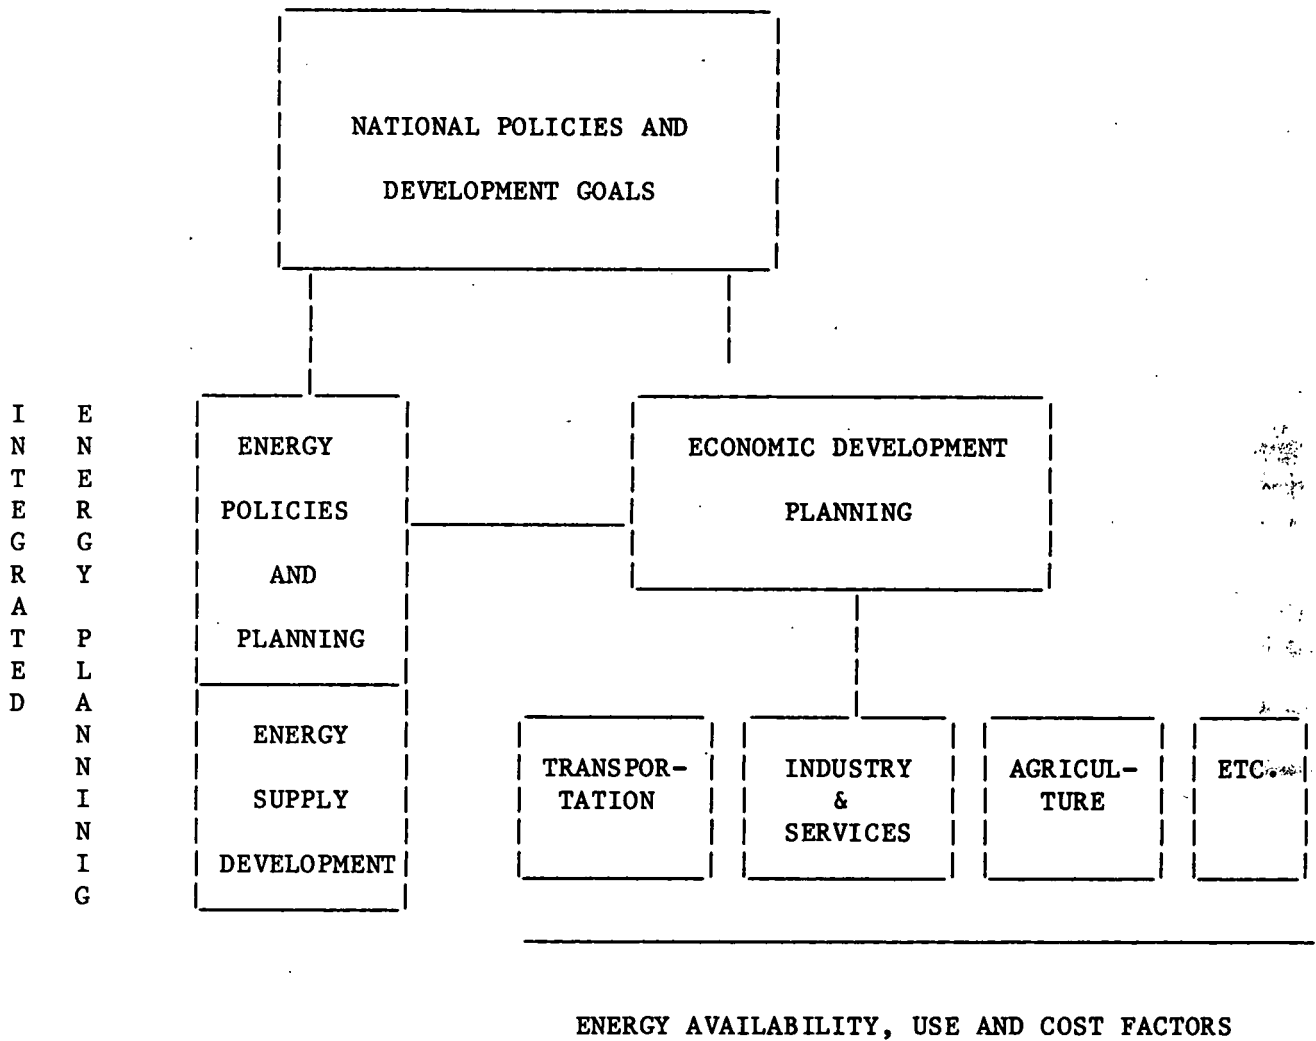 NATIONAL POLICIES AND
DEVELOPMENT GOALS
INTEGRATED
ENERGY PLANNING
ENERGY
POLICIES
AND
PLANNING
ECONOMIC DEVELOPMENT
PLANNING
ENERGY
SUPPLY
DEVELOPMENT
TRANSPOR-
TATION
INDUSTRY
&
SERVICES
AGRICUL-
TURE
ETC.
ENERGY AVAILABILITY, USE AND COST FACTORS